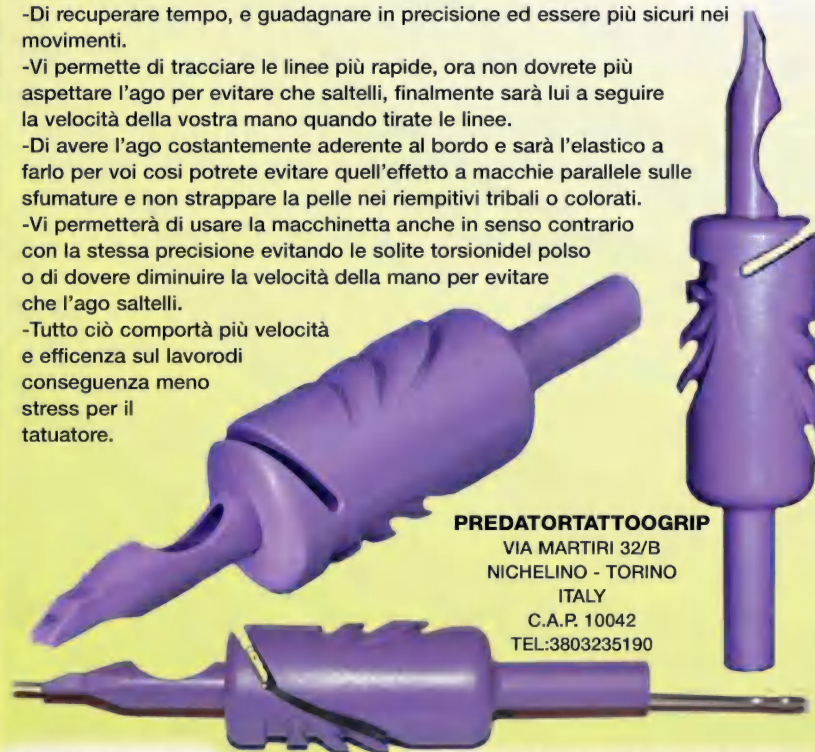 -Di recuperare tempo, e guadagnare in precisione ed essere più sicuri nei
movimenti.
-Vi permette di tracciare le linee più rapide, ora non dovrete più
aspettare l'ago per evitare che saltelli, finalmente sarà lui a seguire
la velocità della vostra mano quando tirate le linee.
-Di avere l'ago costantemente aderente al bordo e sarà l'elastico a
farlo per voi cosi potrete evitare quell'effetto a macchie parallele sulle
sfumature e non strappare la pelle nei riempitivi tribali o colorati.
-Vi permetterà di usare la macchinetta anche in senso contrario
con la stessa precisione evitando le solite torsionidel polso
o di dovere diminuire la velocità della mano per evitare
che l'ago saltelli.
-Tutto ciò comportà più velocità
e efficenza sul lavorodi
conseguenza meno
stress per il
tatuatore.
PREDATORTATTOOGRIP
VIA MARTIRI 32/B
NICHELINO - TORINO
ITALY
C.A.P. 10042
TEL:3803235190